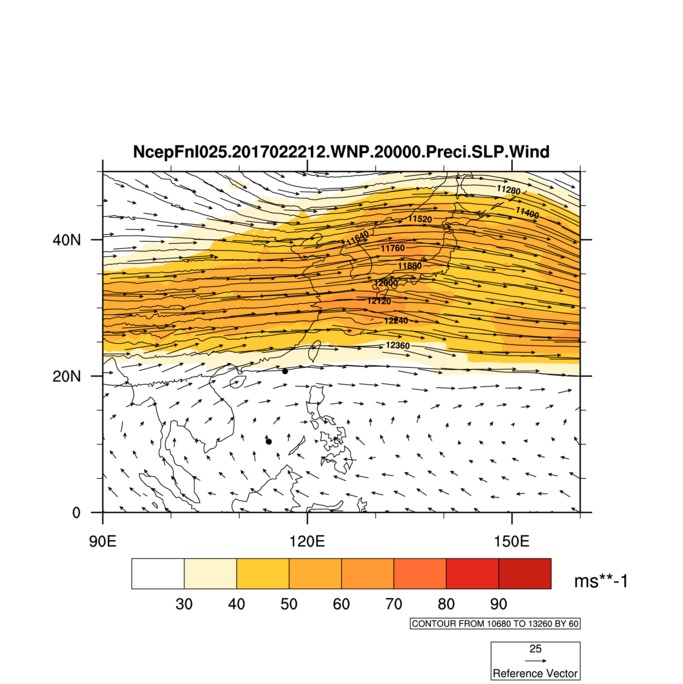 NcepFnl025.2017022212.WNP.20000.Preci.SLP.Wind
11280
11400
11520
11640
11760
11880
12000
12120
12240
12360
40N
20N
0
90E 120E 150E
30 40 50 60 70 80 90
ms**-1
CONTOUR FROM 10680 TO 13260 BY 60
25
Reference Vector